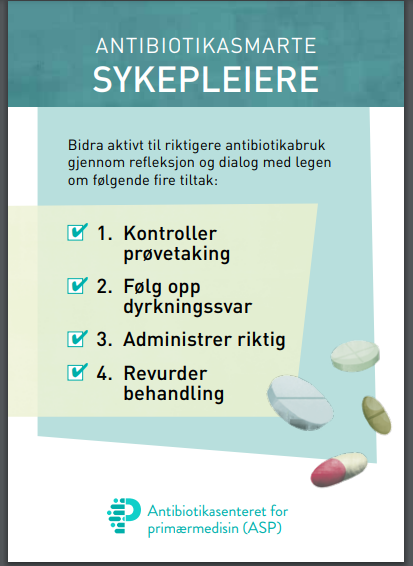 ANTIBIOTIKASMARTE
SYKEPLEIERE
Bidra aktivt til riktigere antibiotikabruk
gjennom refleksjon og dialog med legen
om følgende fire tiltak:
1. Kontroller
prøvetaking
2. Følg opp
dyrkningssvar
3. Administrer riktig
4. Revurder
behandling
Antibiotikasenteret for
primærmedisin (ASP)